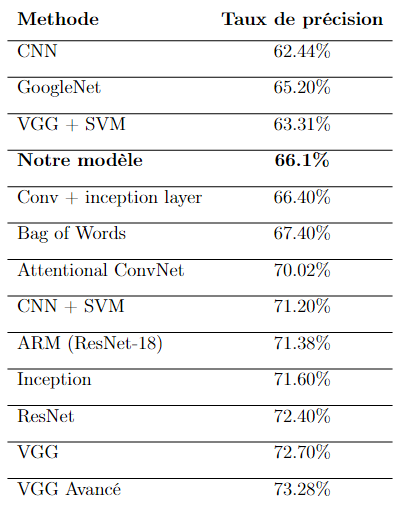 Methode Taux de précision
CNN 62.44%
GoogleNet 65.20%
VGG + SVM 63.31%
Notre modèle 66.1%
Conv + inception layer 66.40%
Bag of Words 67.40%
Attentional ConvNet 70.02%
CNN + SVM 71.20%
ARM (ResNet-18) 71.38%
Inception 71.60%
ResNet 72.40%
VGG 72.70%
VGG Avancé 73.28%